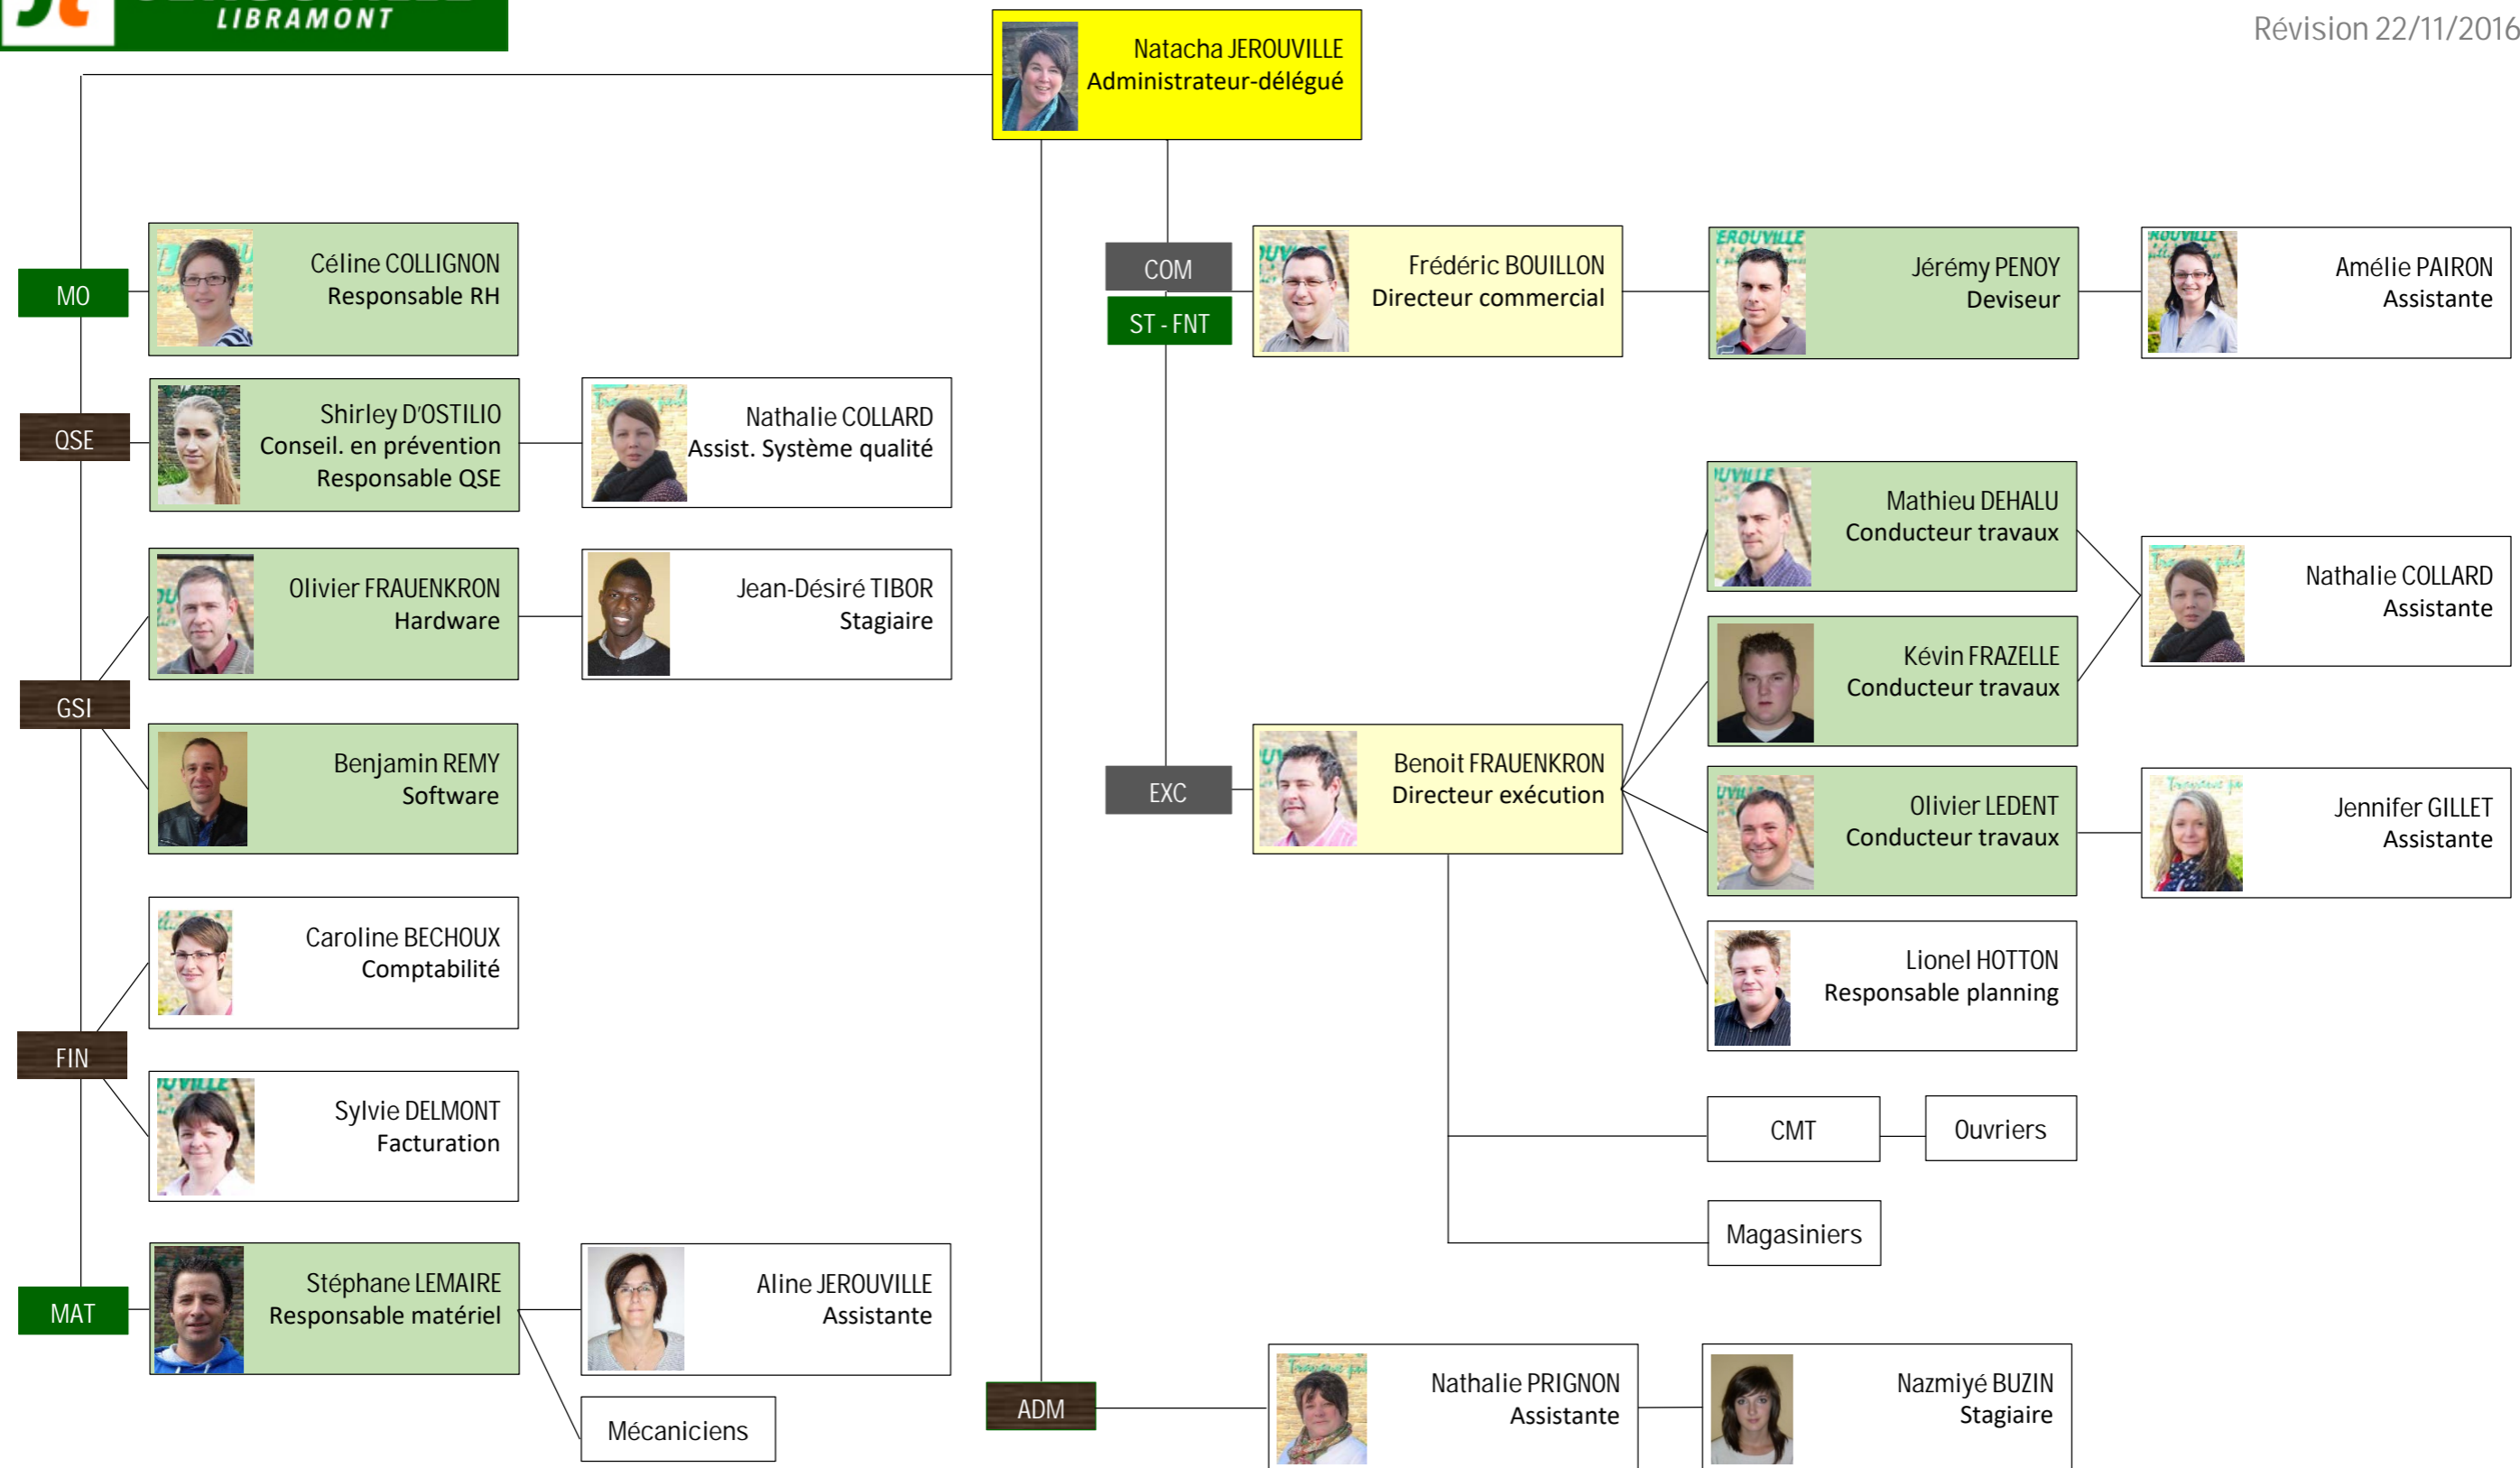 LIBRAMONT
Révision 22/11/2016
Natacha JEROUVILLE
Administrateur-délégué
MO
Céline COLLIGNON
Responsable RH
COM
ST - FNT
Frédéric BOUILLON
Directeur commercial
Jérémy PENOY
Deviseur
Amélie PAIRON
Assistante
QSE
Shirley D'OSTILIO
Conseil. en prévention
Responsable QSE
Nathalie COLLARD
Assist. Système qualité
Mathieu DEHALU
Conducteur travaux
Nathalie COLLARD
Assistante
Kévin FRAZELLE
Conducteur travaux
GSI
Olivier FRAUENKRON
Hardware
Jean-Désiré TIBOR
Stagiaire
Benjamin REMY
Software
EXC
Benoit FRAUENKRON
Directeur exécution
Olivier LEDENT
Conducteur travaux
Jennifer GILLET
Assistante
Lionel HOTTON
Responsable planning
FIN
Caroline BECHOUX
Comptabilité
Sylvie DELMONT
Facturation
CMT
Ouvriers
Magasiniers
MAT
Stéphane LEMAIRE
Responsable matériel
Aline JEROUVILLE
Assistante
Mécaniciens
ADM
Nathalie PRIGNON
Assistante
Nazmiyé BUZIN
Stagiaire